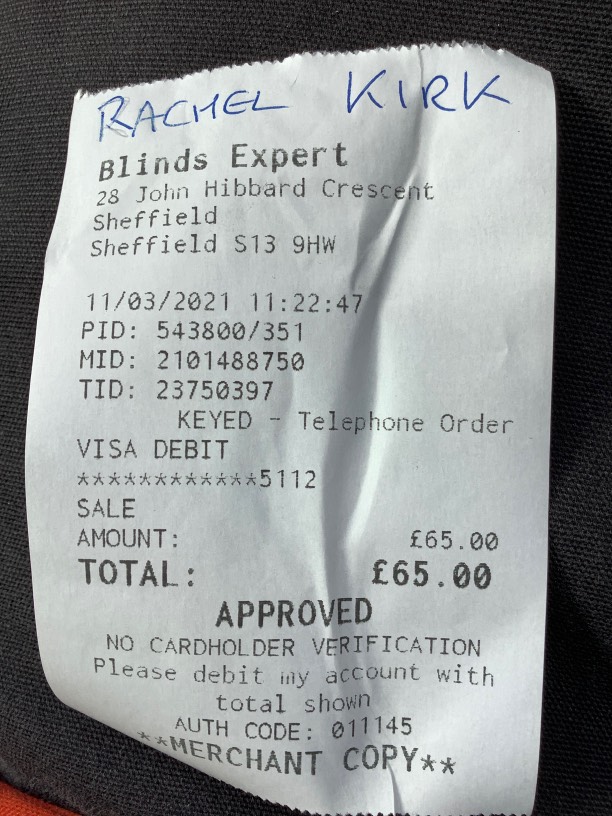 RACHEL KIRK
Blinds Expert
28 John Hibbard Crescent
Sheffield
Sheffield S13 9HW
11/03/2021 11:22:47
PID: 543800/351
MID: 2101488750
TID: 23750397
KEYED - Telephone Order
VISA DEBIT
************5112
SALE
AMOUNT: £65.00
TOTAL: £65.00
APPROVED
NO CARDHOLDER VERIFICATION
Please debit my account with
total shown
AUTH CODE: 011145
**MERCHANT COPY**